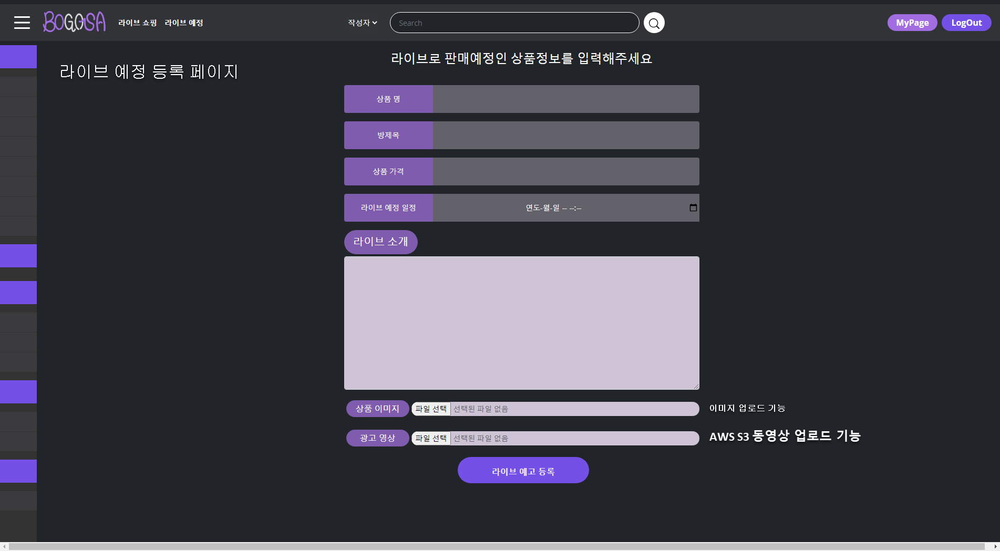 BOGOSA 라이브 쇼핑 라이브 예정 작성자 Search MyPage LogOut
라이브로 판매예정인 상품정보를 입력해주세요
라이브 예정 등록 페이지
상품 명
방제목
상품 가격
라이브 예정 일정 연도-월-일 -- --:--
라이브 소개
상품 이미지 파일 선택 선택된 파일 없음 이미지 업로드 기능
광고 영상 파일 선택 선택된 파일 없음 AWS S3 동영상 업로드 기능
라이브 예고 등록